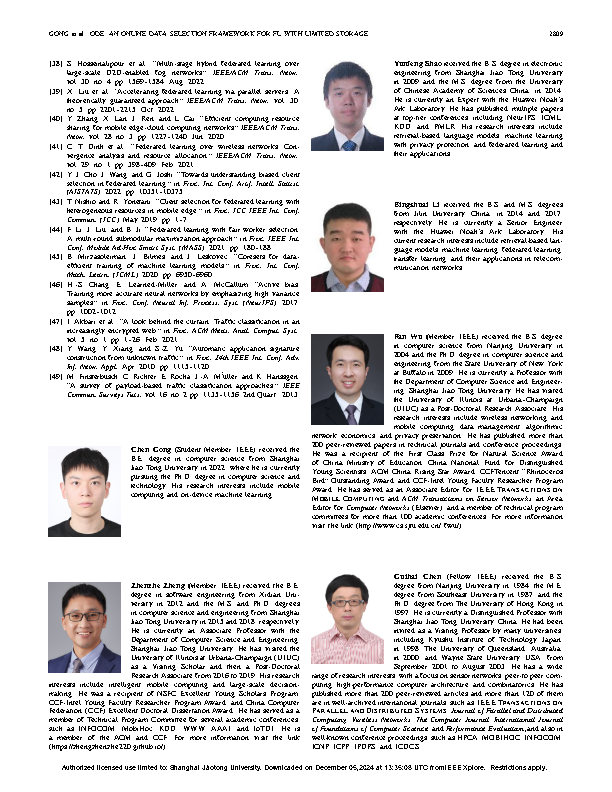 GONG et al.: ODE: AN ONLINE DATA SELECTION FRAMEWORK FOR FL WITH LIMITED STORAGE 2809
[38] S. Hosseinalipour et al., "Multi-stage hybrid federated learning over
large-scale D2D-enabled fog networks," IEEE/ACM Trans. Netw.,
vol. 30, no. 4, pp. 1569–1584, Aug. 2022.
[39] X. Liu et al., "Accelerating federated learning via parallel servers: A
theoretically guaranteed approach," IEEE/ACM Trans. Netw., vol. 30,
no. 5, pp. 2201–2215, Oct. 2022.
[40] Y. Zhang, X. Lan, J. Ren, and L. Cai, "Efficient computing resource
sharing for mobile edge-cloud computing networks," IEEE/ACM Trans.
Netw., vol. 28, no. 3, pp. 1227–1240, Jun. 2020.
[41] C. T. Dinh et al., "Federated learning over wireless networks: Con-
vergence analysis and resource allocation," IEEE/ACM Trans. Netw.,
vol. 29, no. 1, pp. 398–409, Feb. 2021.
[42] Y. J. Cho, J. Wang, and G. Joshi, "Towards understanding biased client
selection in federated learning," in Proc. Int. Conf. Artif. Intell. Statist.
(AISTATS), 2022, pp. 10351–10375.
[43] T. Nishio and R. Yonetani, "Client selection for federated learning with
heterogeneous resources in mobile edge," in Proc. ICC IEEE Int. Conf.
Commun. (ICC), May 2019, pp. 1–7.
[44] F. Li, J. Liu, and B. Ji, "Federated learning with fair worker selection:
A multi-round submodular maximization approach," in Proc. IEEE Int.
Conf. Mobile Ad-Hoc Smart Syst. (MASS), 2021, pp. 180–188.
[45] B. Mirzasoleiman, J. Bilmes, and J. Leskovec, "Coresets for data-
efficient training of machine learning models," in Proc. Int. Conf.
Mach. Learn. (ICML), 2020, pp. 6950–6960.
[46] H.-S. Chang, E. Learned-Miller, and A. McCallum, "Active bias:
Training more accurate neural networks by emphasizing high variance
samples," in Proc. Conf. Neural Inf. Process. Syst. (NeurIPS), 2017,
pp. 1002–1012.
[47] I. Akbari et al., "A look behind the curtain: Traffic classification in an
increasingly encrypted web," in Proc. ACM Meas. Anal. Comput. Syst.,
vol. 5, no. 1, pp. 1–26, Feb. 2021.
[48] Y. Wang, Y. Xiang, and S.-Z. Yu, "Automatic application signature
construction from unknown traffic," in Proc. 24th IEEE Int. Conf. Adv.
Inf. Netw. Appl., Apr. 2010, pp. 1115–1120.
[49] M. Finsterbusch, C. Richter, E. Rocha, J.-A. Müller, and K. Hanssgen,
"A survey of payload-based traffic classification approaches," IEEE
Commun. Surveys Tuts., vol. 16, no. 2, pp. 1135–1156, 2nd Quart., 2013.
Chen Gong (Student Member, IEEE) received the
B.E. degree in computer science from Shanghai
Jiao Tong University in 2022, where he is currently
pursuing the Ph.D. degree in computer science and
technology. His research interests include mobile
computing and on-device machine learning.
Zhenzhe Zheng (Member, IEEE) received the B.E.
degree in software engineering from Xidian Uni-
versity in 2012 and the M.S. and Ph.D. degrees
in computer science and engineering from Shanghai
Jiao Tong University in 2015 and 2018, respectively.
He is currently an Associate Professor with the
Department of Computer Science and Engineering,
Shanghai Jiao Tong University. He has visited the
University of Illinois at Urbana-Champaign (UIUC)
as a Visiting Scholar and then a Post-Doctoral
Research Associate from 2016 to 2019. His research
interests include intelligent mobile computing and large-scale decision-
making. He was a recipient of NSFC Excellent Young Scholars Program,
CCF-Intel Young Faculty Researcher Program Award, and China Computer
Federation (CCF) Excellent Doctoral Dissertation Award. He has served as a
member of Technical Program Committee for several academic conferences,
such as INFOCOM, MobiHoc, KDD, WWW, AAAI, and IoTDI. He is
a member of the ACM and CCF. For more information visit the link
(https://zhengzhenzhe220.github.io/)
Yunfeng Shao received the B.S. degree in electronic
engineering from Shanghai Jiao Tong University
in 2009 and the M.S. degree from the University
of Chinese Academy of Sciences, China, in 2014.
He is currently an Expert with the Huawei Noah's
Ark Laboratory. He has published multiple papers
at top-tier conferences, including NeurIPS, ICML,
KDD, and PMLR. His research interests include
retrieval-based language models, machine learning
with privacy protection, and federated learning and
their applications.
Bingshuai Li received the B.S. and M.S. degrees
from Jilin University, China, in 2014 and 2017,
respectively. He is currently a Senior Engineer
with the Huawei Noah's Ark Laboratory. His
current research interests include retrieval-based lan-
guage models, machine learning, federated learning,
transfer learning, and their applications in telecom-
munication networks.
Fan Wu (Member, IEEE) received the B.S. degree
in computer science from Nanjing University in
2004 and the Ph.D. degree in computer science and
engineering from the State University of New York
at Buffalo in 2009. He is currently a Professor with
the Department of Computer Science and Engineer-
ing, Shanghai Jiao Tong University. He has visited
the University of Illinois at Urbana-Champaign
(UIUC) as a Post-Doctoral Research Associate. His
research interests include wireless networking and
mobile computing, data management, algorithmic
network economics, and privacy preservation. He has published more than
200 peer-reviewed papers in technical journals and conference proceedings.
He was a recipient of the First Class Prize for Natural Science Award
of China Ministry of Education, China National Fund for Distinguished
Young Scientists, ACM China Rising Star Award, CCF-Tencent "Rhinoceros
Bird" Outstanding Award, and CCF-Intel Young Faculty Researcher Program
Award. He has served as an Associate Editor for IEEE TRANSACTIONS ON
MOBILE COMPUTING and ACM Transactions on Sensor Networks, an Area
Editor for Computer Networks (Elsevier), and a member of technical program
committees for more than 100 academic conferences. For more information
visit the link (http://www.cs.sjtu.edu.cn/~fwu/)
Guihai Chen (Fellow, IEEE) received the B.S.
degree from Nanjing University in 1984, the M.E.
degree from Southeast University in 1987, and the
Ph.D. degree from The University of Hong Kong in
1997. He is currently a Distinguished Professor with
Shanghai Jiao Tong University, China. He had been
invited as a Visiting Professor by many universities,
including Kyushu Institute of Technology, Japan,
in 1998; The University of Queensland, Australia,
in 2000; and Wayne State University, USA, from
September 2001 to August 2003. He has a wide
range of research interests with a focus on sensor networks, peer-to-peer com-
puting, high-performance computer architecture, and combinatorics. He has
published more than 200 peer-reviewed articles and more than 120 of them
are in well-archived international journals, such as IEEE TRANSACTIONS ON
PARALLEL AND DISTRIBUTED SYSTEMS, Journal of Parallel and Distributed
Computing, Wireless Networks, The Computer Journal, International Journal
of Foundations of Computer Science, and Performance Evaluation, and also in
well-known conference proceedings, such as HPCA, MOBIHOC, INFOCOM,
ICNP, ICPP, IPDPS, and ICDCS.
Authorized licensed use limited to: Shanghai Jiaotong University. Downloaded on December 05,2024 at 13:36:08 UTC from IEEE Xplore. Restrictions apply.